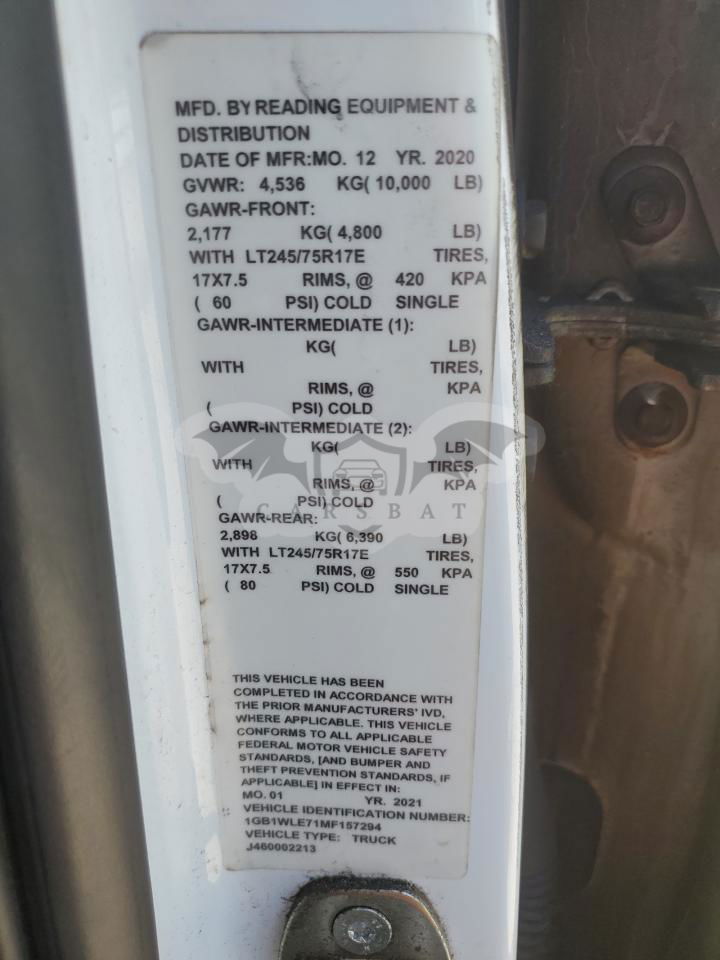 MFD. BY READING EQUIPMENT &
DISTRIBUTION
DATE OF MFR:MO. 12 YR. 2020
GVWR: 4,536 KG( 10,000 LB)
GAWR-FRONT:
2,177 KG( 4,800 LB)
WITH LT245/75R17E TIRES,
17X7.5 RIMS, @ 420 KPA
( 60 PSI) COLD SINGLE
GAWR-INTERMEDIATE (1):
KG( LB)
WITH TIRES,
RIMS, @ KPA
( PSI) COLD
GAWR-INTERMEDIATE (2):
KG( LB)
WITH TIRES,
RIMS, @ KPA
( PSI) COLD
CARSBAT
GAWR-REAR:
2,898 KG( 6,390 LB)
WITH LT245/75R17E TIRES,
17X7.5 RIMS, @ 550 KPA
( 80 PSI) COLD SINGLE
THIS VEHICLE HAS BEEN
COMPLETED IN ACCORDANCE WITH
THE PRIOR MANUFACTURERS' IVD,
WHERE APPLICABLE. THIS VEHICLE
CONFORMS TO ALL APPLICABLE
FEDERAL MOTOR VEHICLE SAFETY
STANDARDS, [AND BUMPER AND
THEFT PREVENTION STANDARDS, IF
APPLICABLE] IN EFFECT IN:
MO. 01 YR. 2021
VEHICLE IDENTIFICATION NUMBER:
1GB1WLE71MF157294
VEHICLE TYPE: TRUCK
J460002213